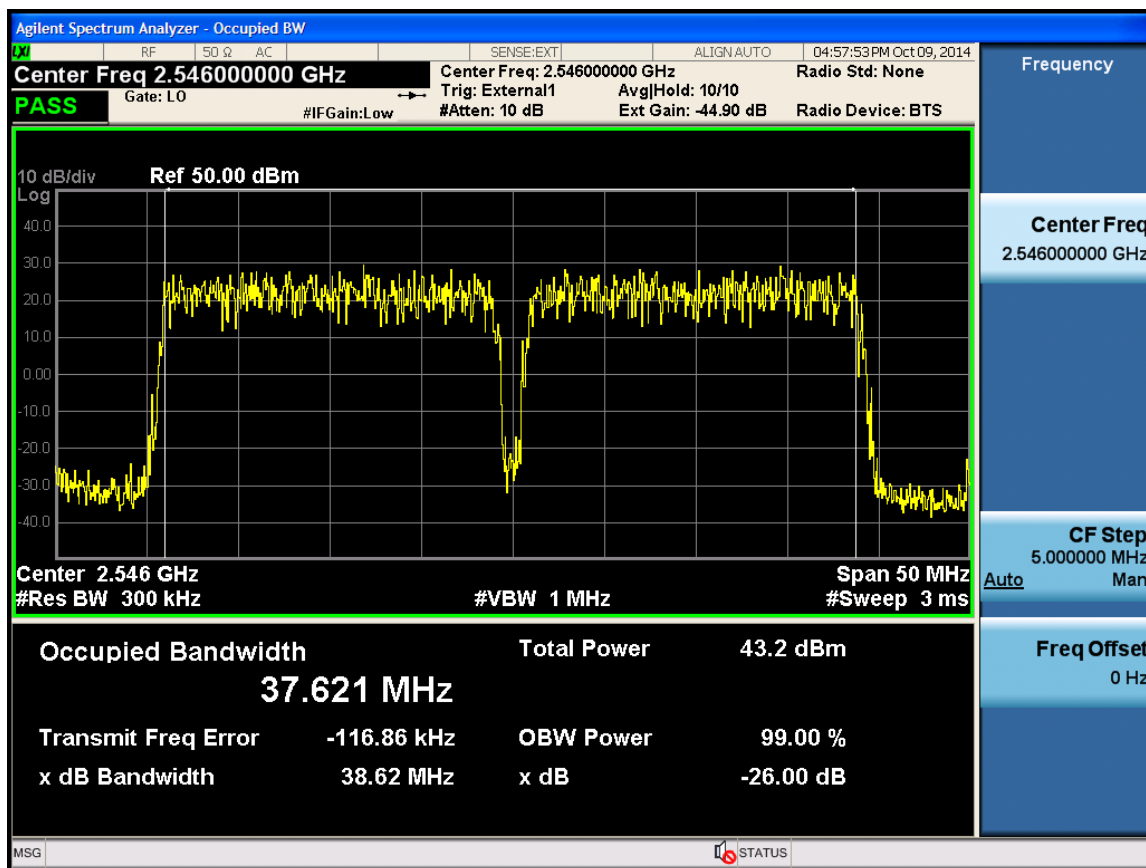 Agilent Spectrum Analyzer - Occupied BW
LXI RF 50 Ω AC SENSE:EXT ALIGN AUTO 04:57:53 PM Oct 09, 2014
Center Freq 2.546000000 GHz
Center Freq: 2.546000000 GHz
Radio Std: None
PASS
Gate: LO
Trig: External1
Avg|Hold: 10/10
#IFGain:Low
#Atten: 10 dB
Ext Gain: -44.90 dB
Radio Device: BTS
Frequency
10 dB/div
Ref 50.00 dBm
Log
40.0
30.0
20.0
10.0
0.00
-10.0
-20.0
-30.0
-40.0
Center 2.546 GHz
Span 50 MHz
#Res BW 300 kHz
#VBW 1 MHz
#Sweep 3 ms
Center Freq
2.546000000 GHz
CF Step
5.000000 MHz
Auto Man
Freq Offset
0 Hz
Occupied Bandwidth
37.621 MHz
Total Power 43.2 dBm
Transmit Freq Error -116.86 kHz
OBW Power 99.00 %
x dB Bandwidth 38.62 MHz
x dB -26.00 dB
MSG
STATUS